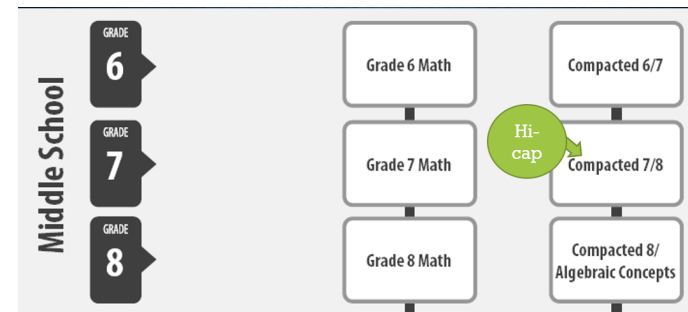 Middle School
GRADE
6
Grade 6 Math
Compacted 6/7
GRADE
7
Grade 7 Math
Hi-
cap
Compacted 7/8
GRADE
8
Grade 8 Math
Compacted 8/
Algebraic Concepts